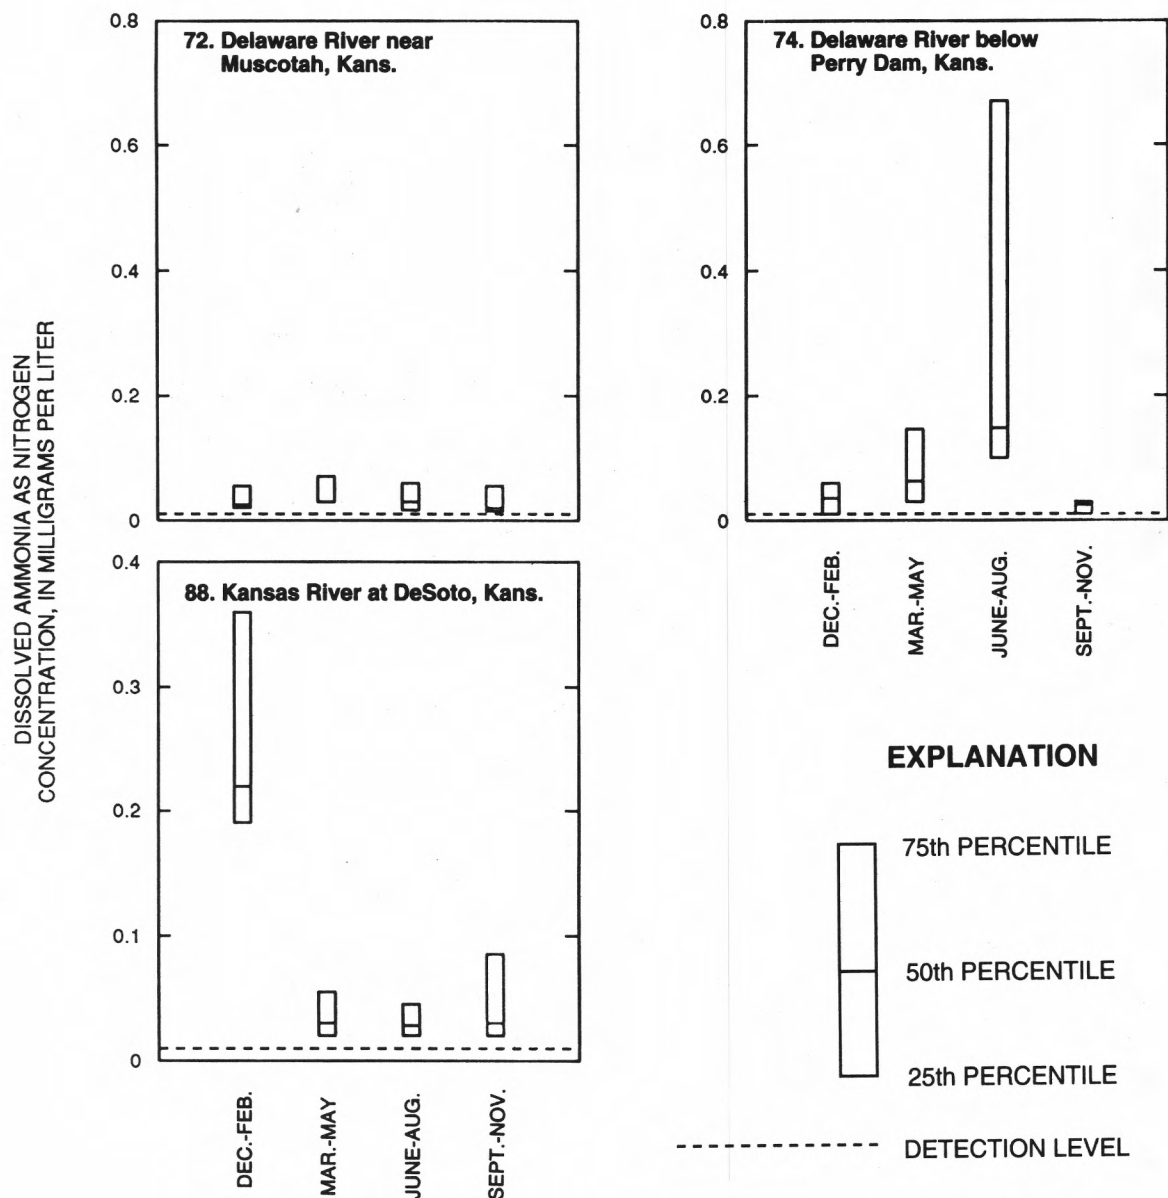 DISSOLVED AMMONIA AS NITROGEN
CONCENTRATION, IN MILLIGRAMS PER LITER
0.8
0.6
0.4
0.2
0
72. Delaware River near
Muscotah, Kans.
0.8
0.6
0.4
0.2
0
74. Delaware River below
Perry Dam, Kans.
DEC.-FEB.
MAR.-MAY
JUNE-AUG.
SEPT.-NOV.
0.4
0.3
0.2
0.1
0
88. Kansas River at DeSoto, Kans.
DEC.-FEB.
MAR.-MAY
JUNE-AUG.
SEPT.-NOV.
EXPLANATION
75th PERCENTILE
50th PERCENTILE
25th PERCENTILE
DETECTION LEVEL